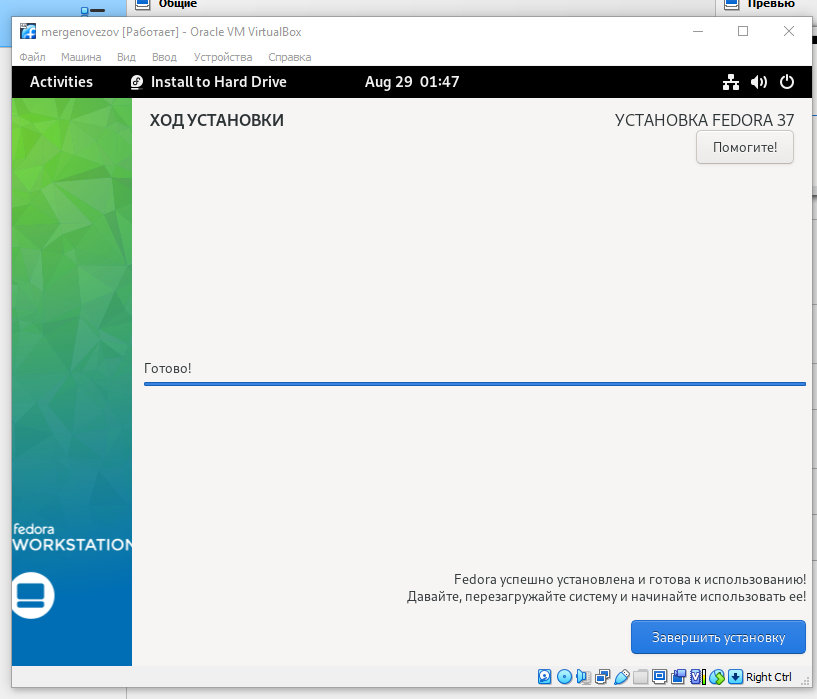 Общие
Превью
mergenovezov [Работает] - Oracle VM VirtualBox
Файл Машина Вид Ввод Устройства Справка
Activities Install to Hard Drive Aug 29 01:47
ХОД УСТАНОВКИ
УСТАНОВКА FEDORA 37
Помогите!
Готово!
fedora
WORKSTATION
Fedora успешно установлена и готова к использованию!
Давайте, перезагружайте систему и начинайте использовать ее!
Завершить установку
Right Ctrl